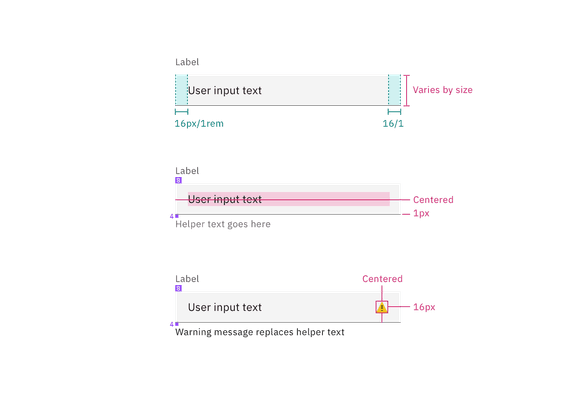 Label
User input text
Varies by size
16px/1rem
16/1
Label
8
User input text
Centered
1px
4
Helper text goes here
Label
Centered
8
User input text
16px
4
Warning message replaces helper text